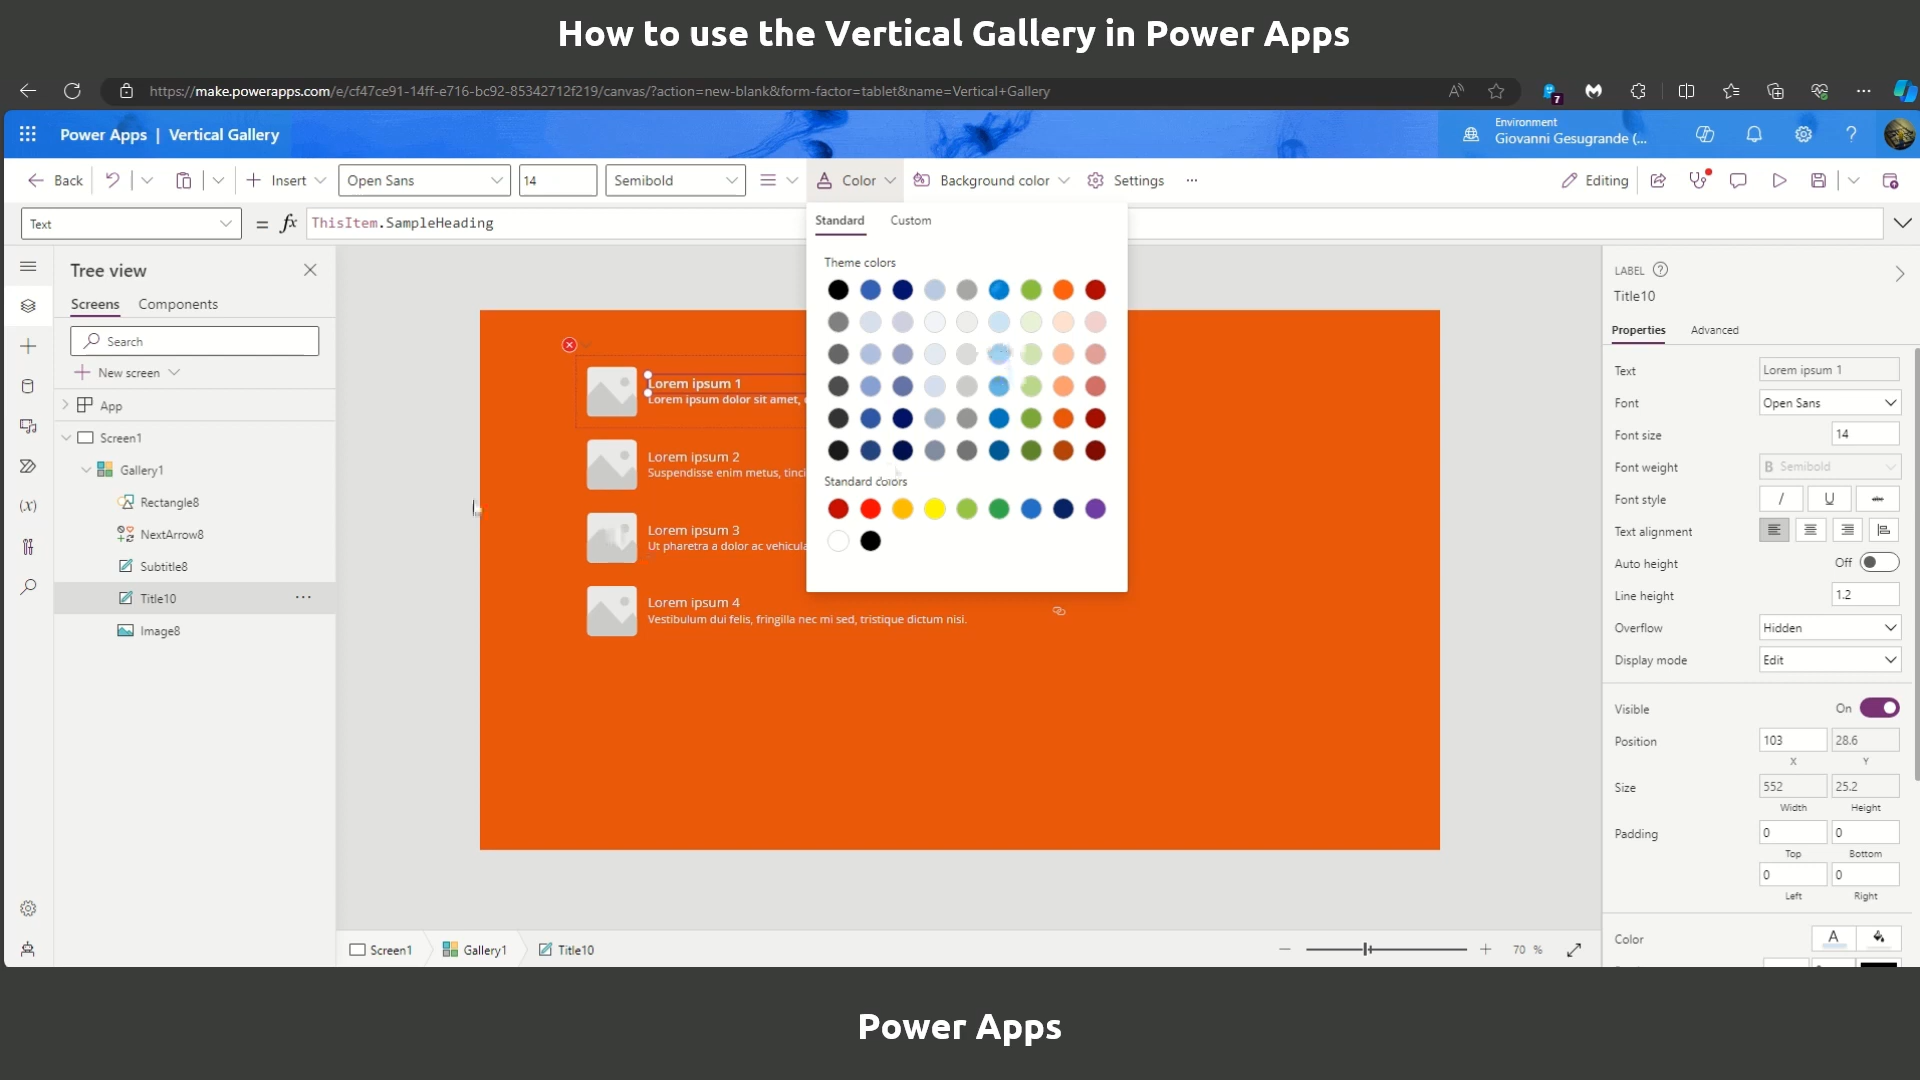 How to use the Vertical Gallery in Power Apps
https://make.powerapps.com/e/cf47ce91-14ff-e716-bc92-85342712f219/canvas/?action=new-blank&form-factor=tablet&name=Vertical+Gallery
7
Power Apps | Vertical Gallery
Environment
Giovanni Gesugrande (...
Back
Insert
Open Sans
14
Semibold
Color
Background color
Settings
Editing
Text
= fx ThisItem.SampleHeading
Tree view
Screens
Components
Search
New screen
App
Screen1
Gallery1
Rectangle8
NextArrow8
Subtitle8
Title10
Image8
Lorem ipsum 1
Lorem ipsum dolor sit amet,
Lorem ipsum 2
Suspendisse enim metus, tinci
Lorem ipsum 3
Ut pharetra a dolor ac vehicula
Lorem ipsum 4
Vestibulum dui felis, fringilla nec mi sed, tristique dictum nisi.
Standard
Custom
Theme colors
Standard colors
LABEL
Title10
Properties
Advanced
Text
Lorem ipsum 1
Font
Open Sans
Font size
14
Font weight
B Semibold
Font style
Text alignment
Auto height
Off
Line height
1.2
Overflow
Hidden
Display mode
Edit
Visible
On
Position
103
28.6
X
Y
Size
552
25.2
Width
Height
Padding
0
0
Top
Bottom
0
0
Left
Right
Color
A
Screen1
Gallery1
Title10
70 %
Power Apps